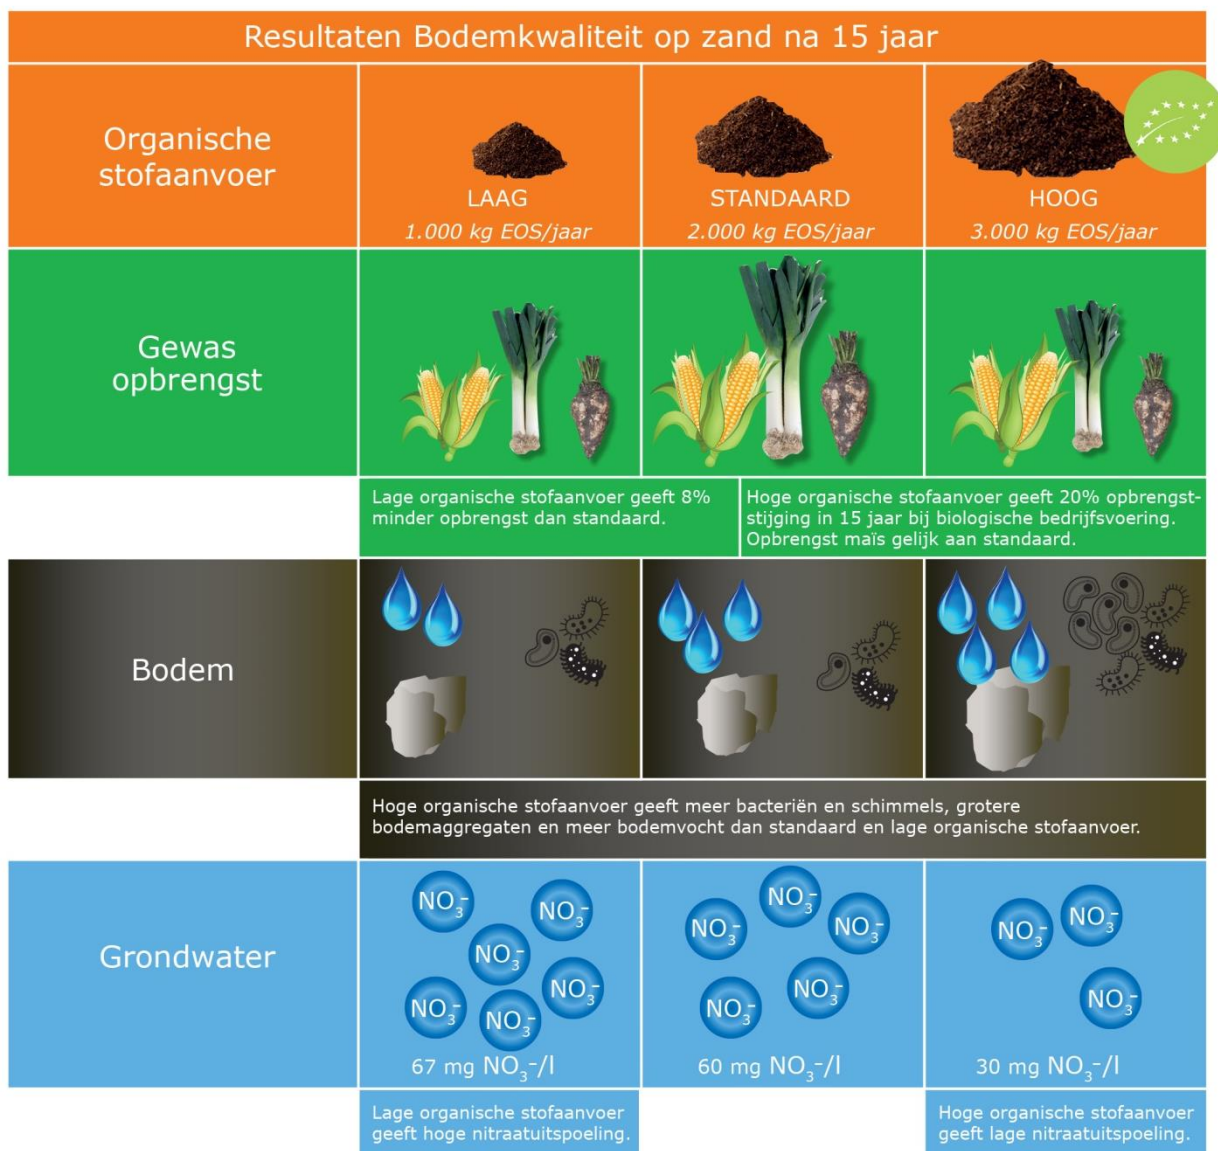 Resultaten Bodemkwaliteit op zand na 15 jaar
Organische
stofaanvoer
LAAG
1.000 kg EOS/jaar
STANDAARD
2.000 kg EOS/jaar
HOOG
3.000 kg EOS/jaar
Gewas
opbrengst
Lage organische stofaanvoer geeft 8%
minder opbrengst dan standaard.
Hoge organische stofaanvoer geeft 20% opbrengst-
stijging in 15 jaar bij biologische bedrijfsvoering.
Opbrengst maïs gelijk aan standaard.
Bodem
Hoge organische stofaanvoer geeft meer bacteriën en schimmels, grotere
bodemaggregaten en meer bodemvocht dan standaard en lage organische stofaanvoer.
Grondwater
NO₃⁻
NO₃⁻
NO₃⁻
NO₃⁻
NO₃⁻
NO₃⁻
67 mg NO₃⁻/l
NO₃⁻
NO₃⁻
NO₃⁻
NO₃⁻
NO₃⁻
60 mg NO₃⁻/l
NO₃⁻
NO₃⁻
NO₃⁻
30 mg NO₃⁻/l
Lage organische stofaanvoer
geeft hoge nitraatuitspoeling.
Hoge organische stofaanvoer
geeft lage nitraatuitspoeling.